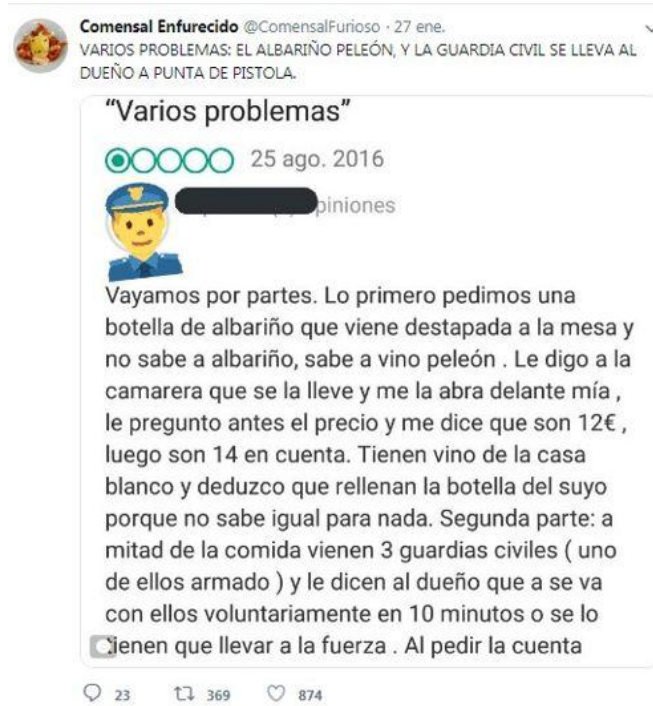 Comensal Enfurecido @ComensalFurioso · 27 ene.
VARIOS PROBLEMAS: EL ALBARIÑO PELEÓN, Y LA GUARDIA CIVIL SE LLEVA AL
DUEÑO A PUNTA DE PISTOLA.
“Varios problemas”
25 ago. 2016
piniones
Vayamos por partes. Lo primero pedimos una
botella de albariño que viene destapada a la mesa y
no sabe a albariño, sabe a vino peleón . Le digo a la
camarera que se la lleve y me la abra delante mía ,
le pregunto antes el precio y me dice que son 12€ ,
luego son 14 en cuenta. Tienen vino de la casa
blanco y deduzco que rellenan la botella del suyo
porque no sabe igual para nada. Segunda parte: a
mitad de la comida vienen 3 guardias civiles ( uno
de ellos armado ) y le dicen al dueño que a se va
con ellos voluntariamente en 10 minutos o se lo
tienen que llevar a la fuerza . Al pedir la cuenta
23 369 874